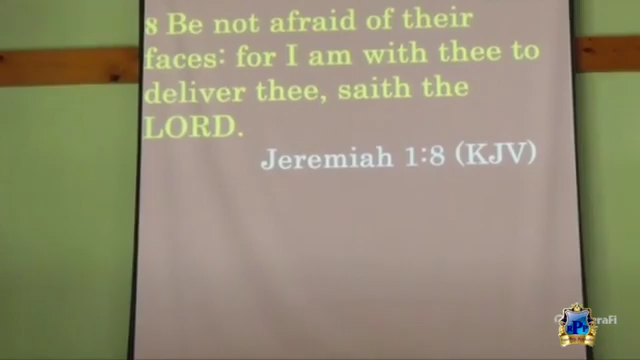 8 Be not afraid of their
faces: for I am with thee to
deliver thee, saith the
LORD.
Jeremiah 1:8 (KJV)